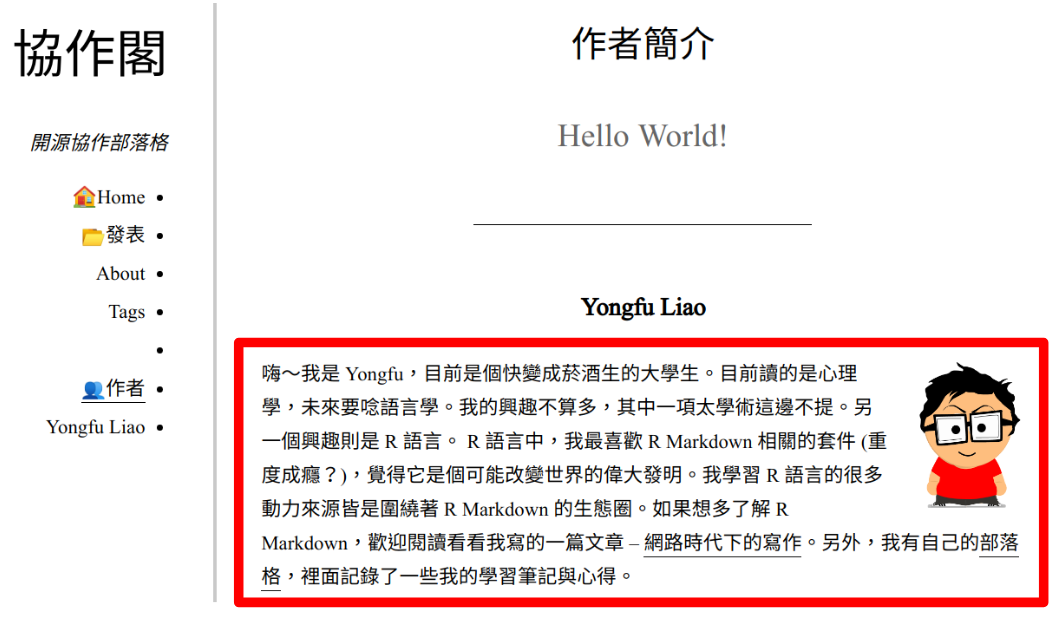 協作閣
開源協作部落格
Home
發表
About
Tags
作者
Yongfu Liao
作者簡介
Hello World!
Yongfu Liao
嗨～我是 Yongfu，目前是個快變成菸酒生的大學生。目前讀的是心理
學，未來要唸語言學。我的興趣不算多，其中一項太學術這邊不提。另
一個興趣則是 R 語言。 R 語言中，我最喜歡 R Markdown 相關的套件 (重
度成癮？)，覺得它是個可能改變世界的偉大發明。我學習 R 語言的很多
動力來源皆是圍繞著 R Markdown 的生態圈。如果想多了解 R
Markdown，歡迎閱讀看看我寫的一篇文章 – 網路時代下的寫作。另外，我有自己的部落
格，裡面記錄了一些我的學習筆記與心得。